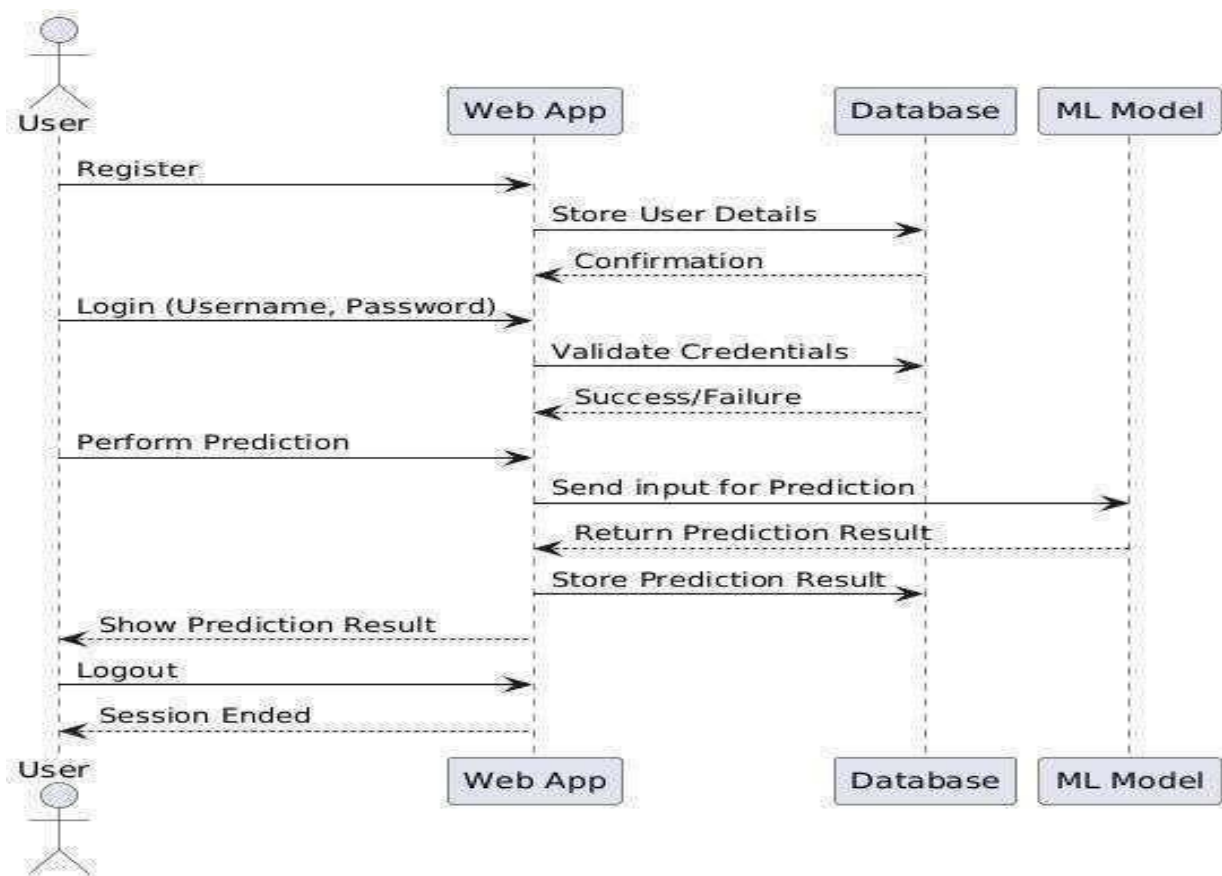 User
Web App
Database
ML Model
Register
Store User Details
Confirmation
Login (Username, Password)
Validate Credentials
Success/Failure
Perform Prediction
Send input for Prediction
Return Prediction Result
Store Prediction Result
Show Prediction Result
Logout
Session Ended
User
Web App
Database
ML Model